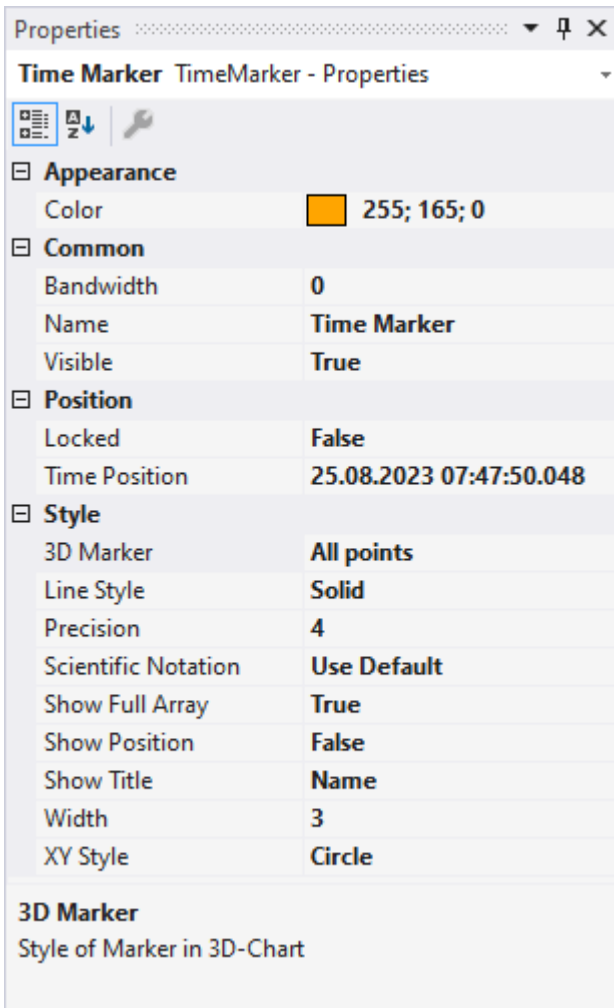 Properties
Time Marker TimeMarker - Properties
Appearance
Color 255; 165; 0
Common
Bandwidth 0
Name Time Marker
Visible True
Position
Locked False
Time Position 25.08.2023 07:47:50.048
Style
3D Marker All points
Line Style Solid
Precision 4
Scientific Notation Use Default
Show Full Array True
Show Position False
Show Title Name
Width 3
XY Style Circle
3D Marker
Style of Marker in 3D-Chart